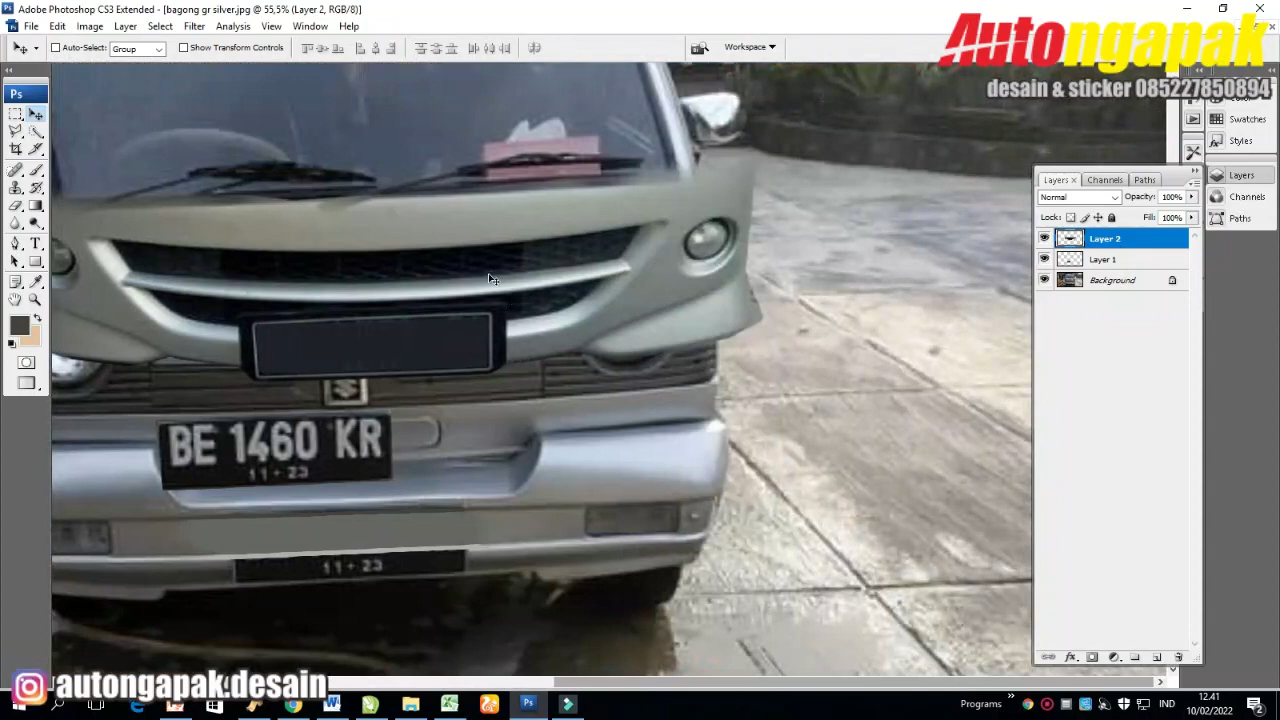 Adobe Photoshop CS3 Extended - [bagong gr silver.jpg @ 55,5% (Layer 2, RGB/8)]
File Edit Image Layer Select Filter Analysis View Window Help
Auto-Select: Group Show Transform Controls Workspace
Autongapak
desain & sticker 085227850894
Ps
Color
Swatches
Styles
Layers
Channels
Paths
Layers Channels Paths
Normal Opacity: 100%
Lock: Fill: 100%
Layer 2
Layer 1
Background
BE 1460 KR
11 - 23
11 - 23
autongapak.desain
Programs
IND
12.41
10/02/2022